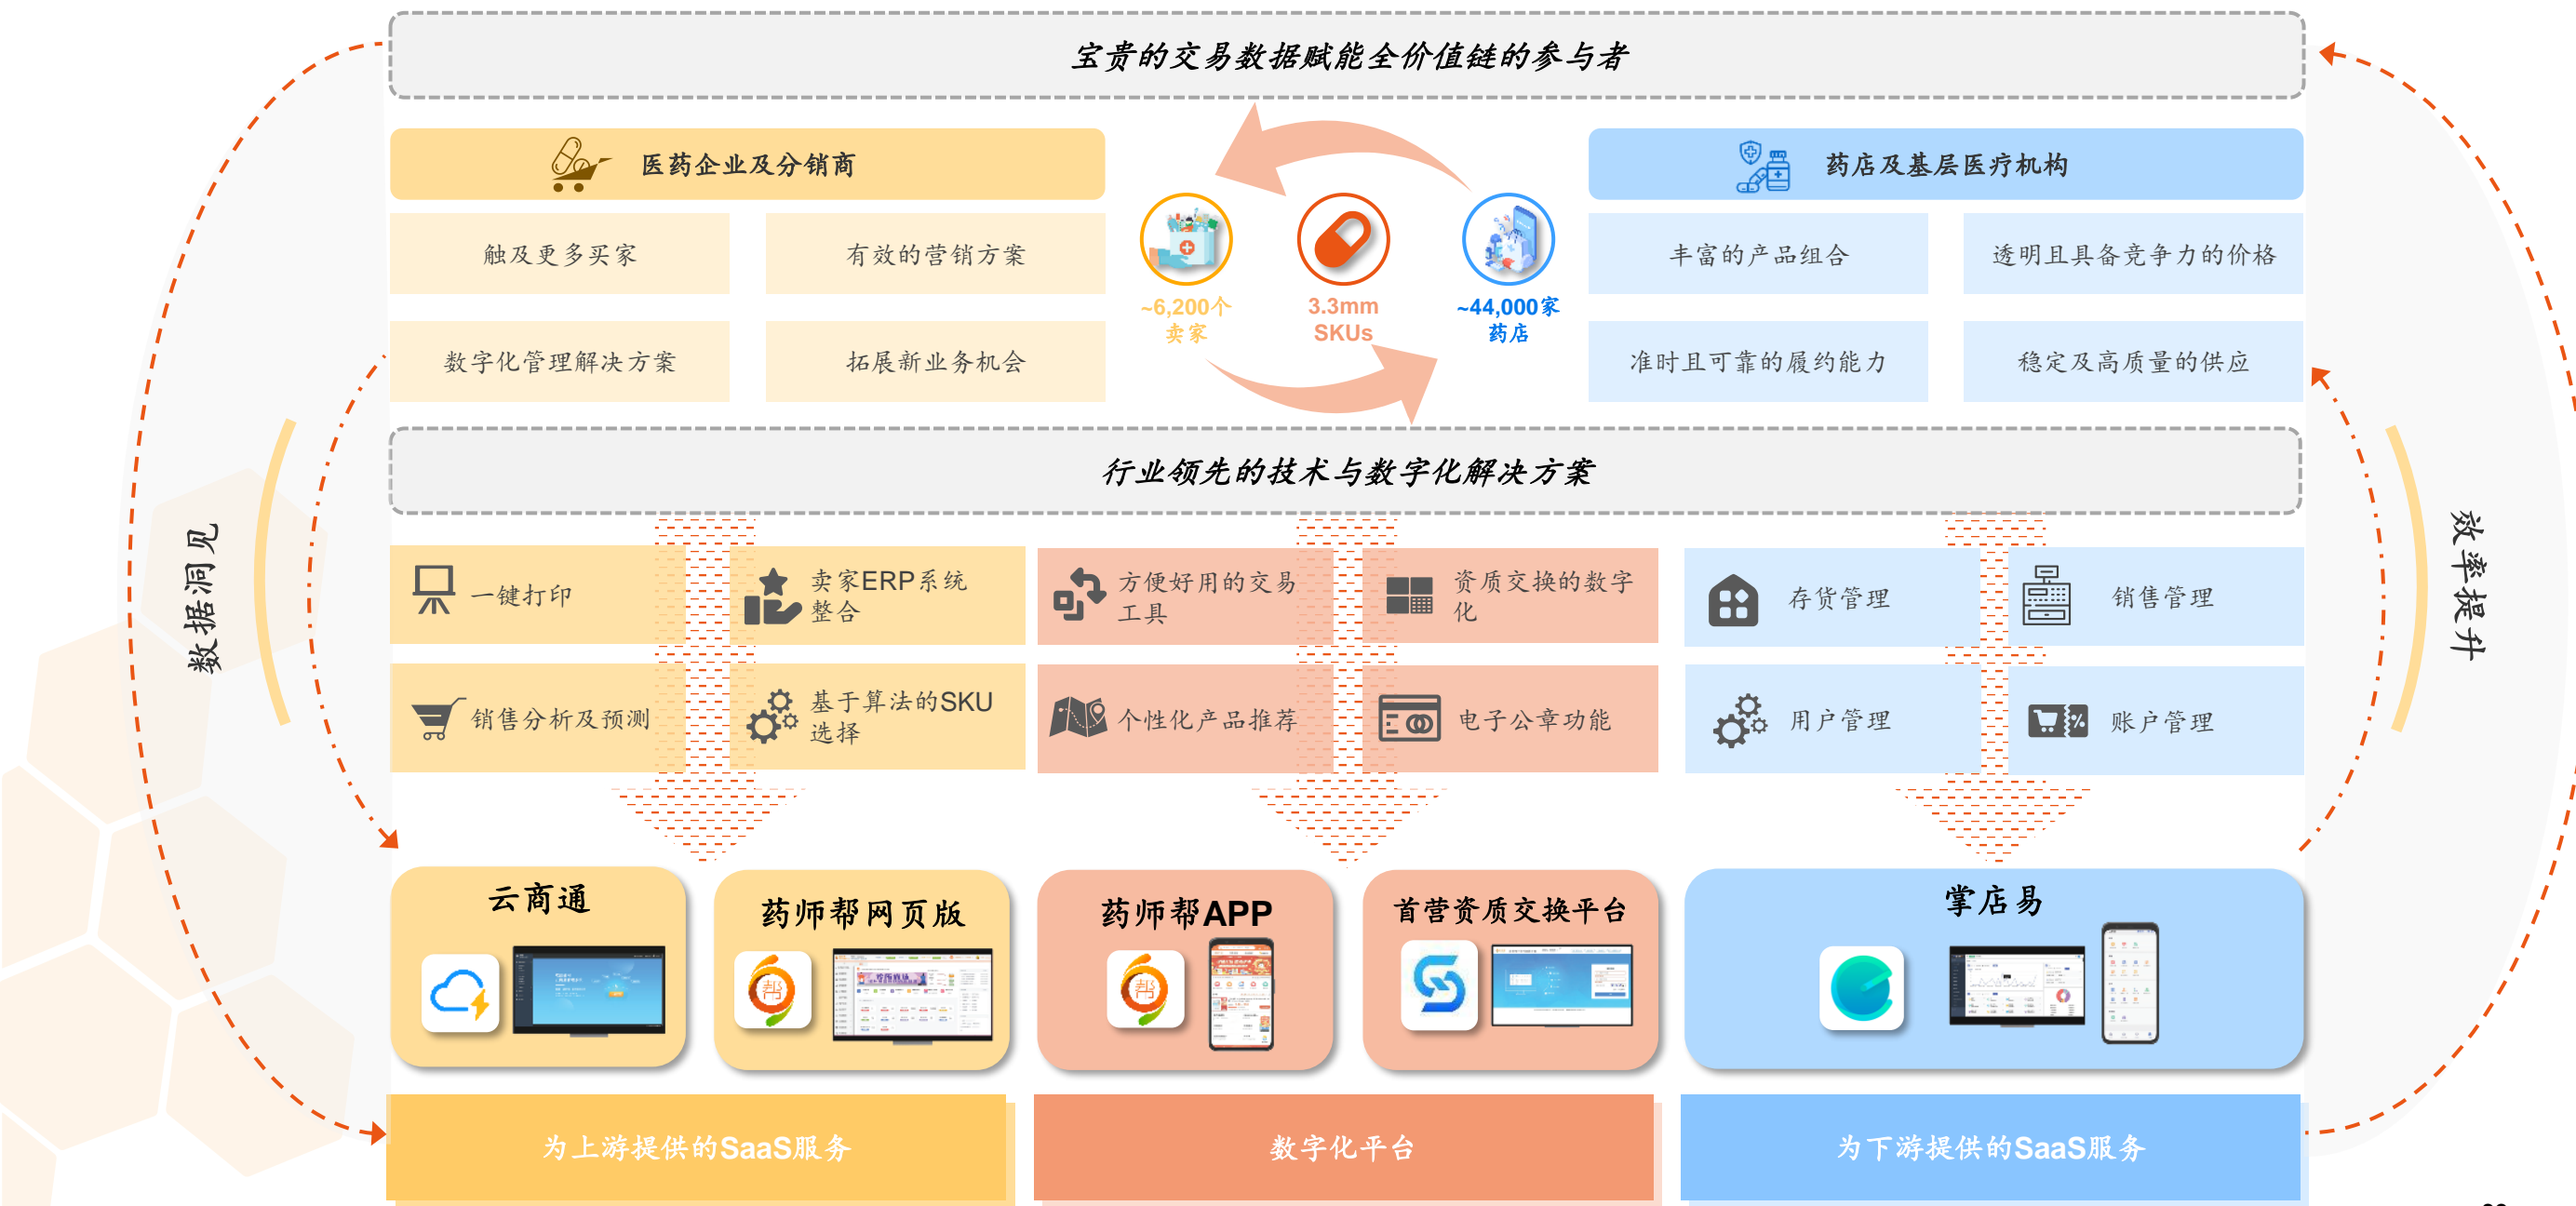 宝贵的交易数据赋能全价值链的参与者
医药企业及分销商
触及更多买家
有效的营销方案
数字化管理解决方案
拓展新业务机会
~6,200个
卖家
3.3mm
SKUs
~44,000家
药店
药店及基层医疗机构
丰富的产品组合
透明且具备竞争力的价格
准时且可靠的履约能力
稳定及高质量的供应
行业领先的技术与数字化解决方案
数据洞见
效率提升
一键打印
卖家ERP系统
整合
销售分析及预测
基于算法的SKU
选择
方便好用的交易
工具
资质交换的数字
化
个性化产品推荐
电子公章功能
存货管理
销售管理
用户管理
账户管理
云商通
药师帮网页版
帮
药师帮APP
帮
首营资质交换平台
掌店易
为上游提供的SaaS服务
数字化平台
为下游提供的SaaS服务